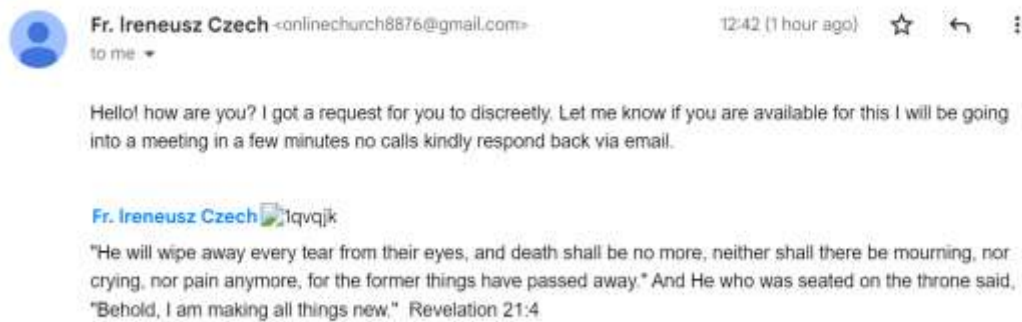 Fr. Ireneusz Czech <onlinechurch8876@gmail.com>
12:42 (1 hour ago)
to me
Hello! how are you? I got a request for you to discreetly. Let me know if you are available for this I will be going
into a meeting in a few minutes no calls kindly respond back via email.
Fr. Ireneusz Czech 1qvqjk
"He will wipe away every tear from their eyes, and death shall be no more, neither shall there be mourning, nor
crying, nor pain anymore, for the former things have passed away." And He who was seated on the throne said,
"Behold, I am making all things new."  Revelation 21:4